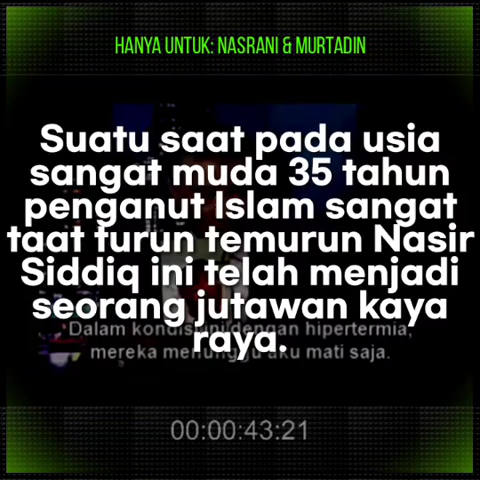 HANYA UNTUK: NASRANI & MURTADIN
Suatu saat pada usia
sangat muda 35 tahun
penganut Islam sangat
taat turun temurun Nasir
Siddiq ini telah menjadi
seorang jutawan kaya
raya.
Dalam kondisi ini dengan hipertermia,
mereka menunggu aku mati saja.
00:00:43:21